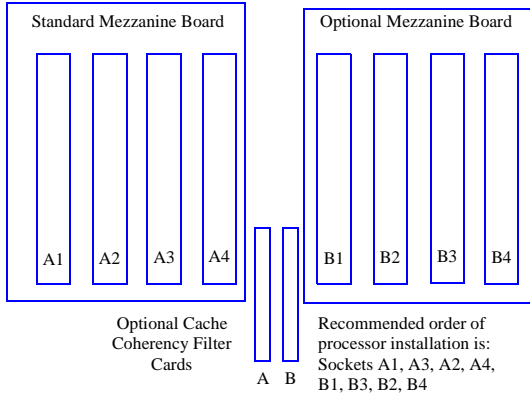 Standard Mezzanine Board
Optional Mezzanine Board
A1 A2 A3 A4
B1 B2 B3 B4
Optional Cache
Coherency Filter
Cards
A B
Recommended order of
processor installation is:
Sockets A1, A3, A2, A4,
B1, B3, B2, B4